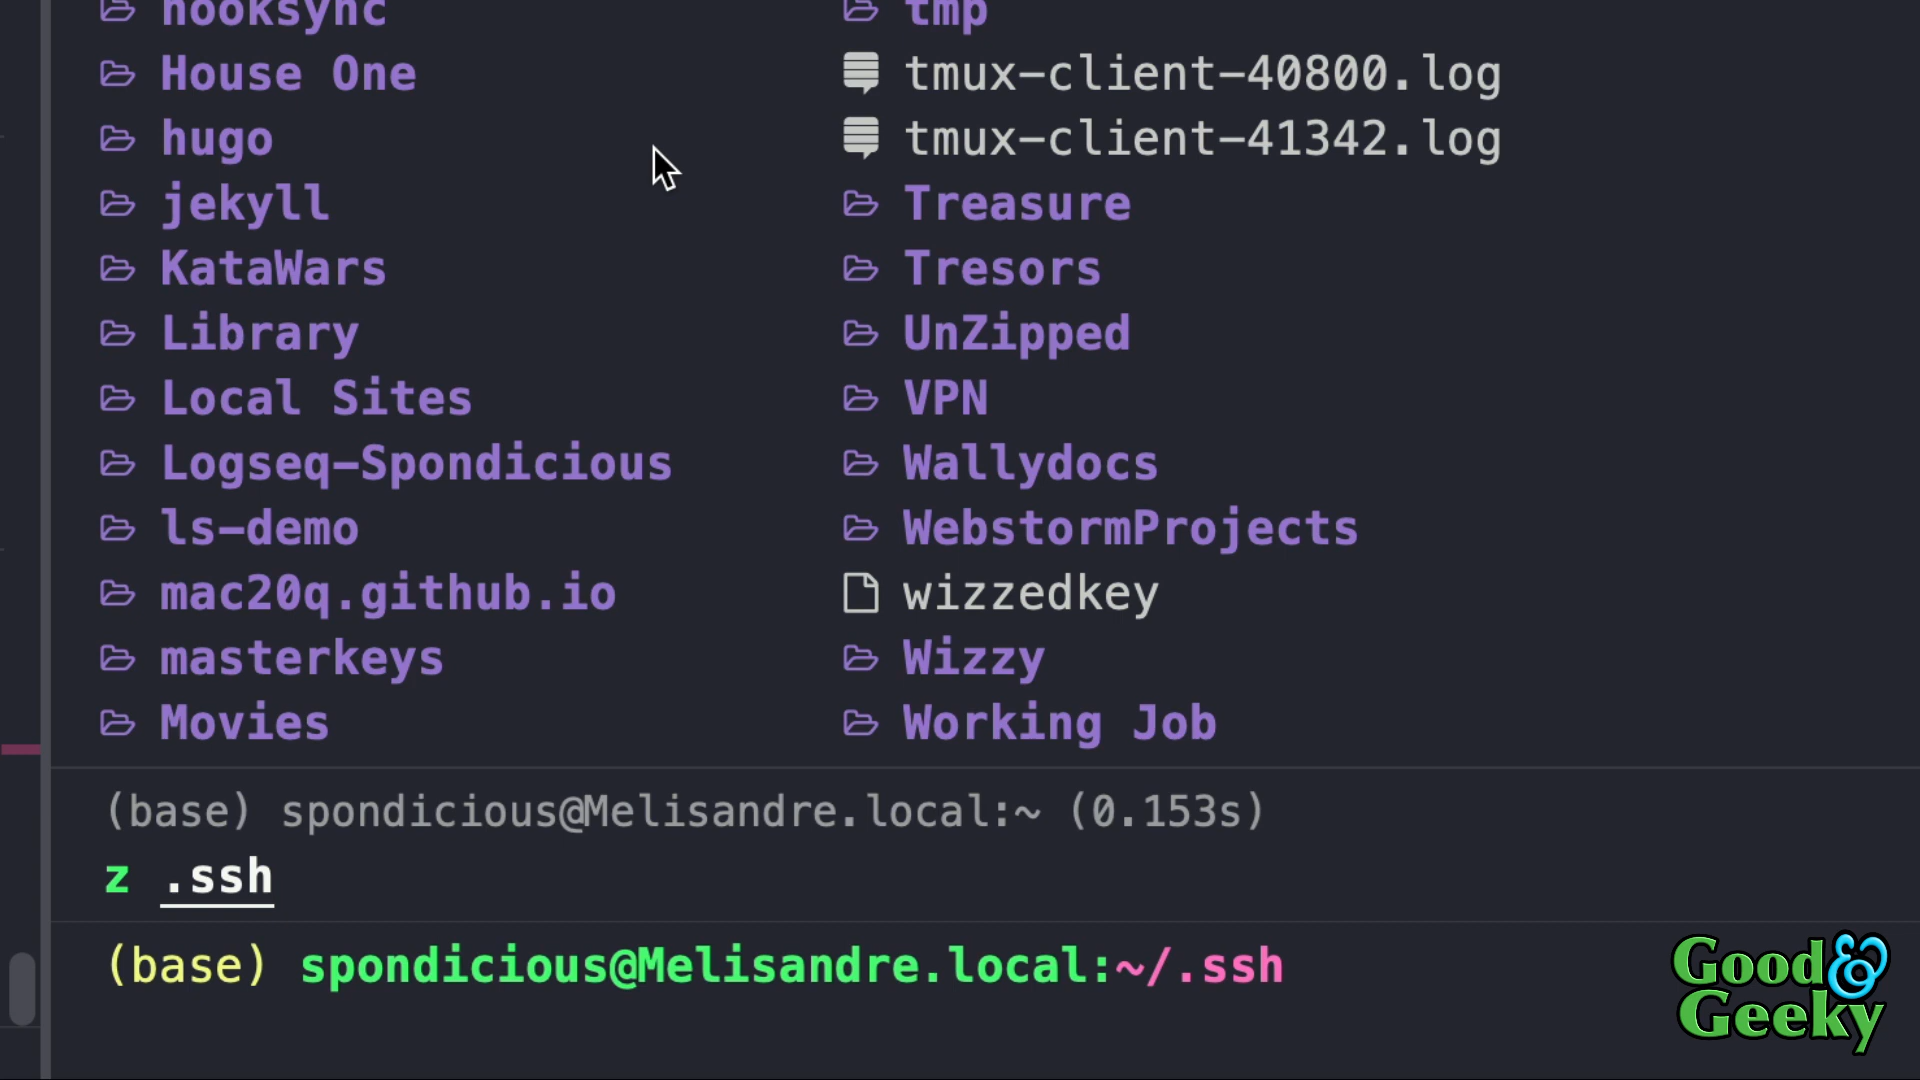 hooksync
House One
hugo
jekyll
KataWars
Library
Local Sites
Logseq-Spondicious
ls-demo
mac20q.github.io
masterkeys
Movies
tmp
tmux-client-40800.log
tmux-client-41342.log
Treasure
Tresors
UnZipped
VPN
Wallydocs
WebstormProjects
wizzedkey
Wizzy
Working Job
(base) spondicious@Melisandre.local:~ (0.153s)
z .ssh
(base) spondicious@Melisandre.local:~/.ssh
Good &
Geeky